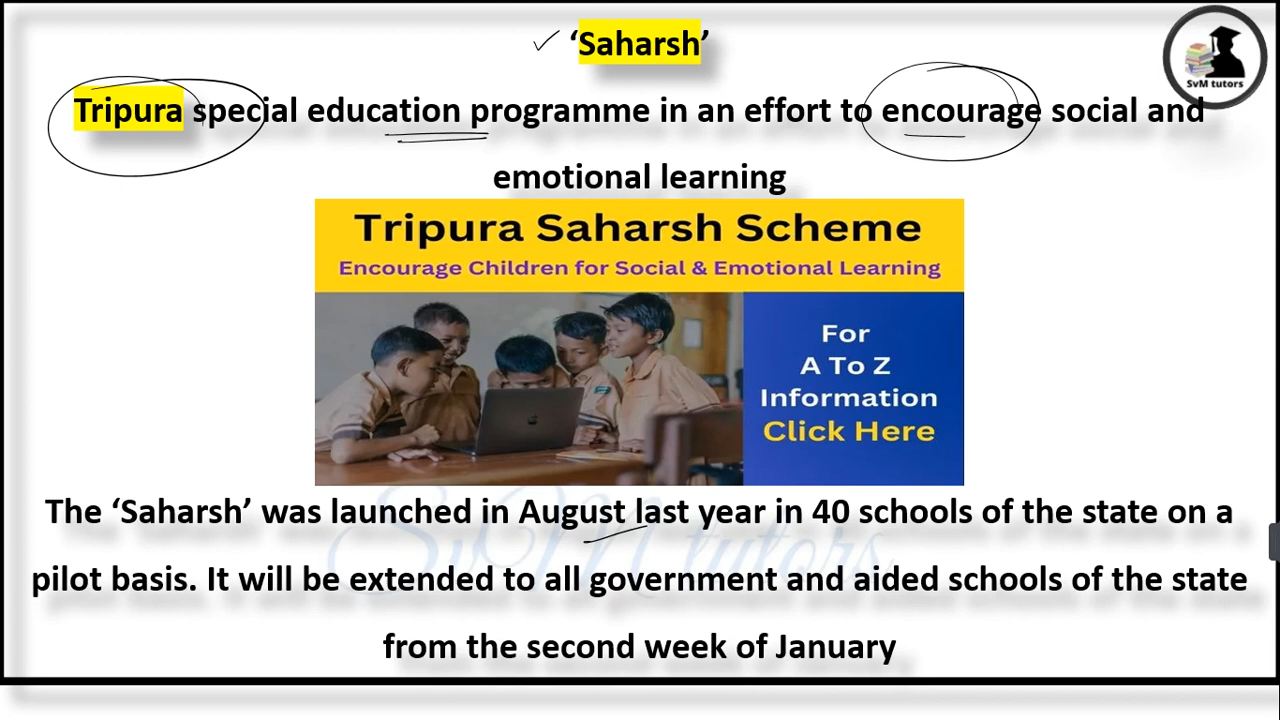 ‘Saharsh’
SvM tutors
Tripura special education programme in an effort to encourage social and
emotional learning
Tripura Saharsh Scheme
Encourage Children for Social & Emotional Learning
For
A To Z
Information
Click Here
The ‘Saharsh’ was launched in August last year in 40 schools of the state on a
pilot basis. It will be extended to all government and aided schools of the state
from the second week of January
SvM tutors